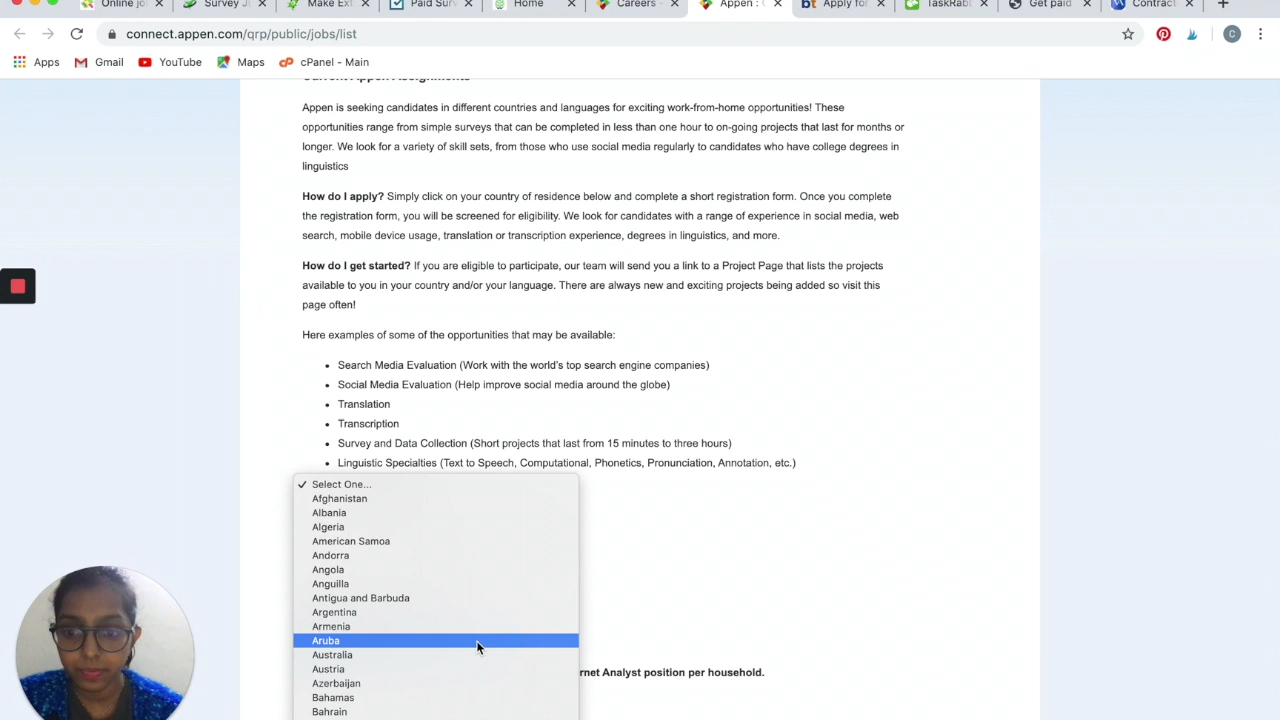 Online jo
Survey J
Make Ext
Paid Surv
Home
Careers -
Appen : C
Apply for
TaskRabb
Get paid
Contract
connect.appen.com/qrp/public/jobs/list
C
Apps
Gmail
YouTube
Maps
cPanel - Main
Current Appen Assignments
Appen is seeking candidates in different countries and languages for exciting work-from-home opportunities! These
opportunities range from simple surveys that can be completed in less than one hour to on-going projects that last for months or
longer. We look for a variety of skill sets, from those who use social media regularly to candidates who have college degrees in
linguistics
How do I apply? Simply click on your country of residence below and complete a short registration form. Once you complete
the registration form, you will be screened for eligibility. We look for candidates with a range of experience in social media, web
search, mobile device usage, translation or transcription experience, degrees in linguistics, and more.
How do I get started? If you are eligible to participate, our team will send you a link to a Project Page that lists the projects
available to you in your country and/or your language. There are always new and exciting projects being added so visit this
page often!
Here examples of some of the opportunities that may be available:
• Search Media Evaluation (Work with the world's top search engine companies)
• Social Media Evaluation (Help improve social media around the globe)
• Translation
• Transcription
• Survey and Data Collection (Short projects that last from 15 minutes to three hours)
• Linguistic Specialties (Text to Speech, Computational, Phonetics, Pronunciation, Annotation, etc.)
✓ Select One...
Afghanistan
Albania
Algeria
American Samoa
Andorra
Angola
Anguilla
Antigua and Barbuda
Argentina
Armenia
Aruba
Australia
Austria
rnet Analyst position per household.
Azerbaijan
Bahamas
Bahrain